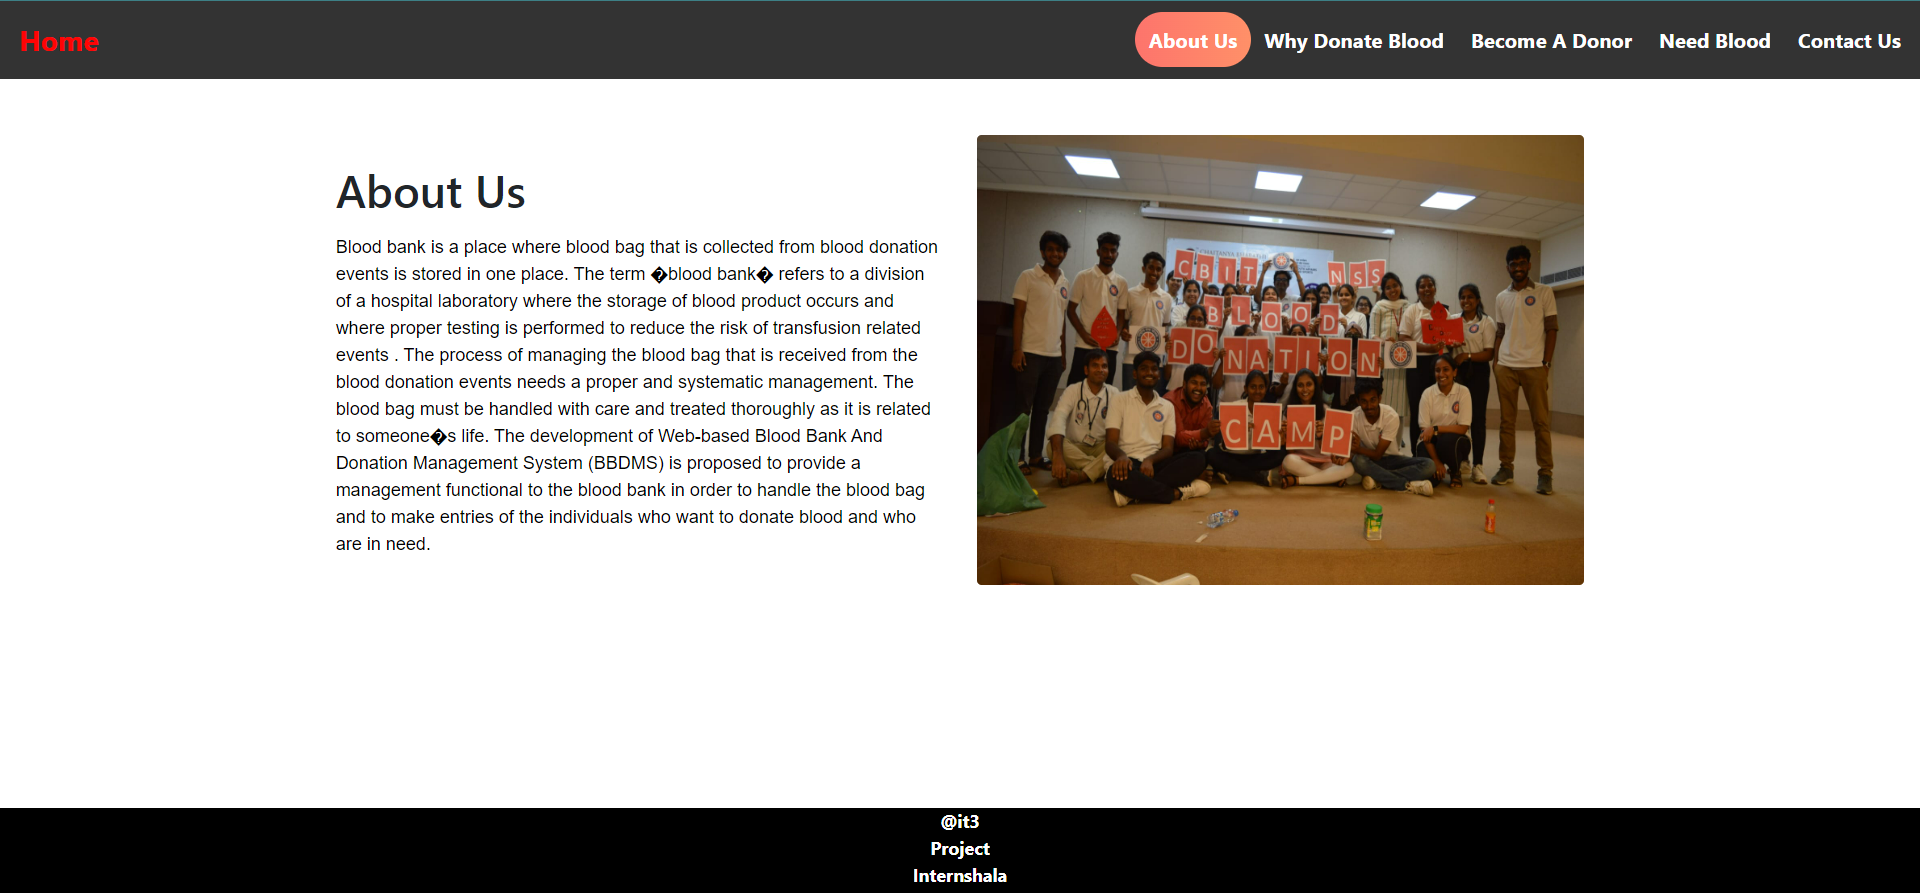 Home
About Us
Why Donate Blood
Become A Donor
Need Blood
Contact Us
About Us
Blood bank is a place where blood bag that is collected from blood donation
events is stored in one place. The term �blood bank� refers to a division
of a hospital laboratory where the storage of blood product occurs and
where proper testing is performed to reduce the risk of transfusion related
events . The process of managing the blood bag that is received from the
blood donation events needs a proper and systematic management. The
blood bag must be handled with care and treated thoroughly as it is related
to someone�s life. The development of Web-based Blood Bank And
Donation Management System (BBDMS) is proposed to provide a
management functional to the blood bank in order to handle the blood bag
and to make entries of the individuals who want to donate blood and who
are in need.
CBIT NSS
BLOOD
DONATION
CAMP
@it3
Project
Internshala